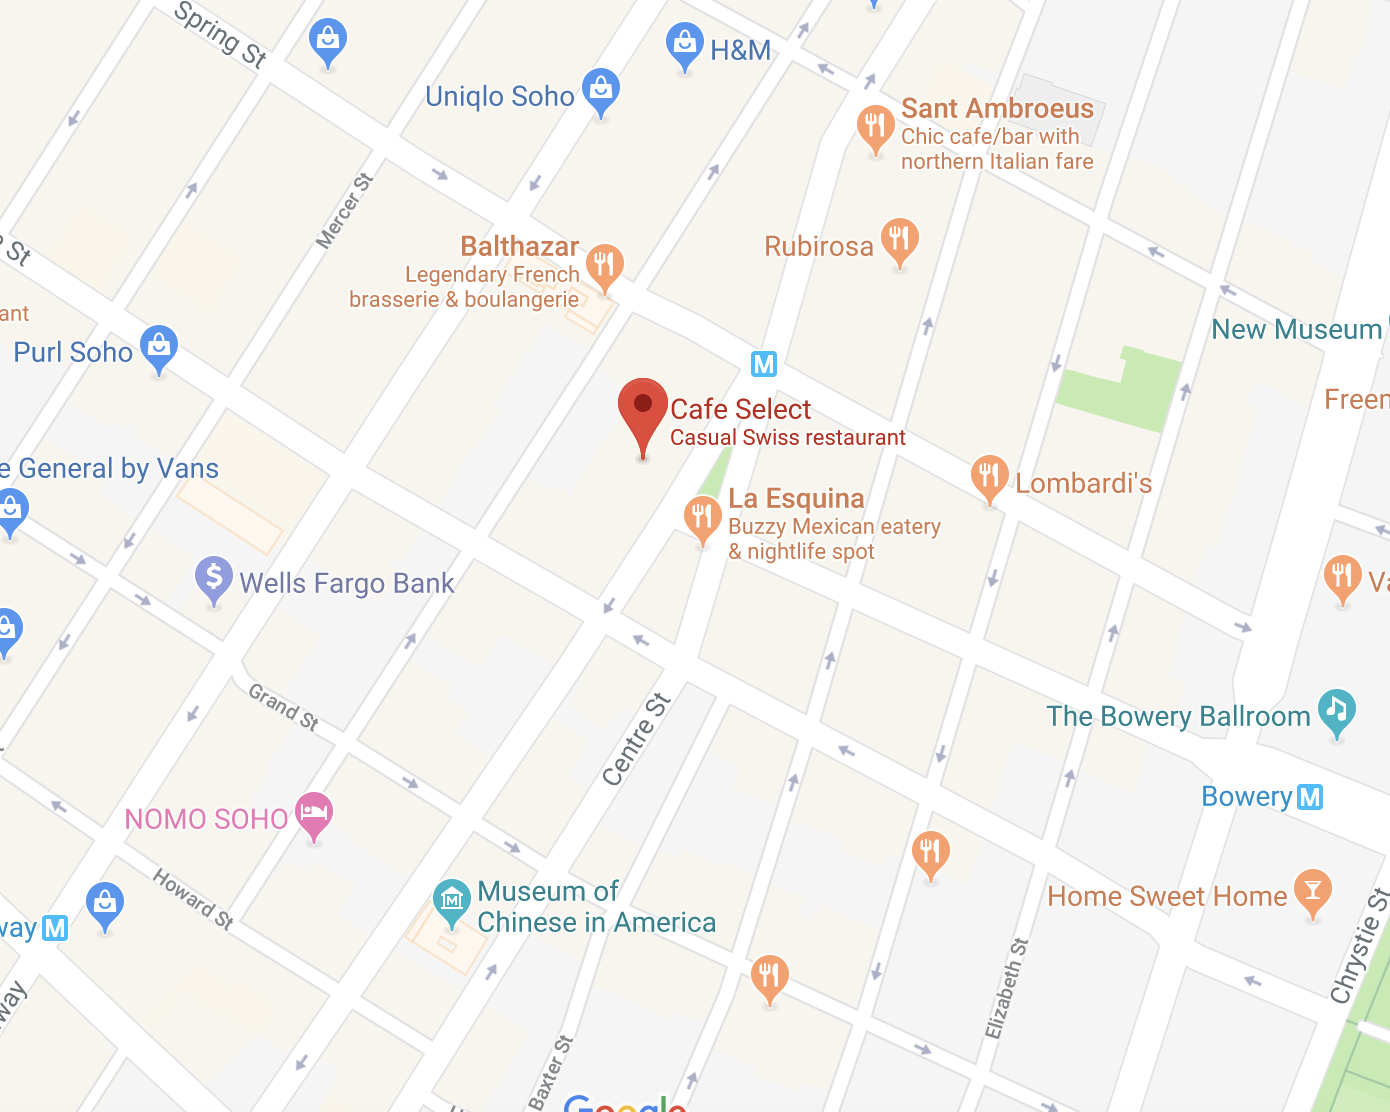 Spring St
H&M
Uniqlo Soho
Sant Ambroeus
Chic cafe/bar with
northern Italian fare
Mercer St
St
Balthazar
Legendary French
brasserie & boulangerie
Rubirosa
ant
New Museum
Purl Soho
Cafe Select
Casual Swiss restaurant
Freem
e General by Vans
Lombardi's
La Esquina
Buzzy Mexican eatery
& nightlife spot
Wells Fargo Bank
Va
Grand St
Centre St
The Bowery Ballroom
M
Bowery M
NOMO SOHO
Howard St
Museum of
Chinese in America
Home Sweet Home
way M
Chrystie St
Elizabeth St
way
Baxter St
Google